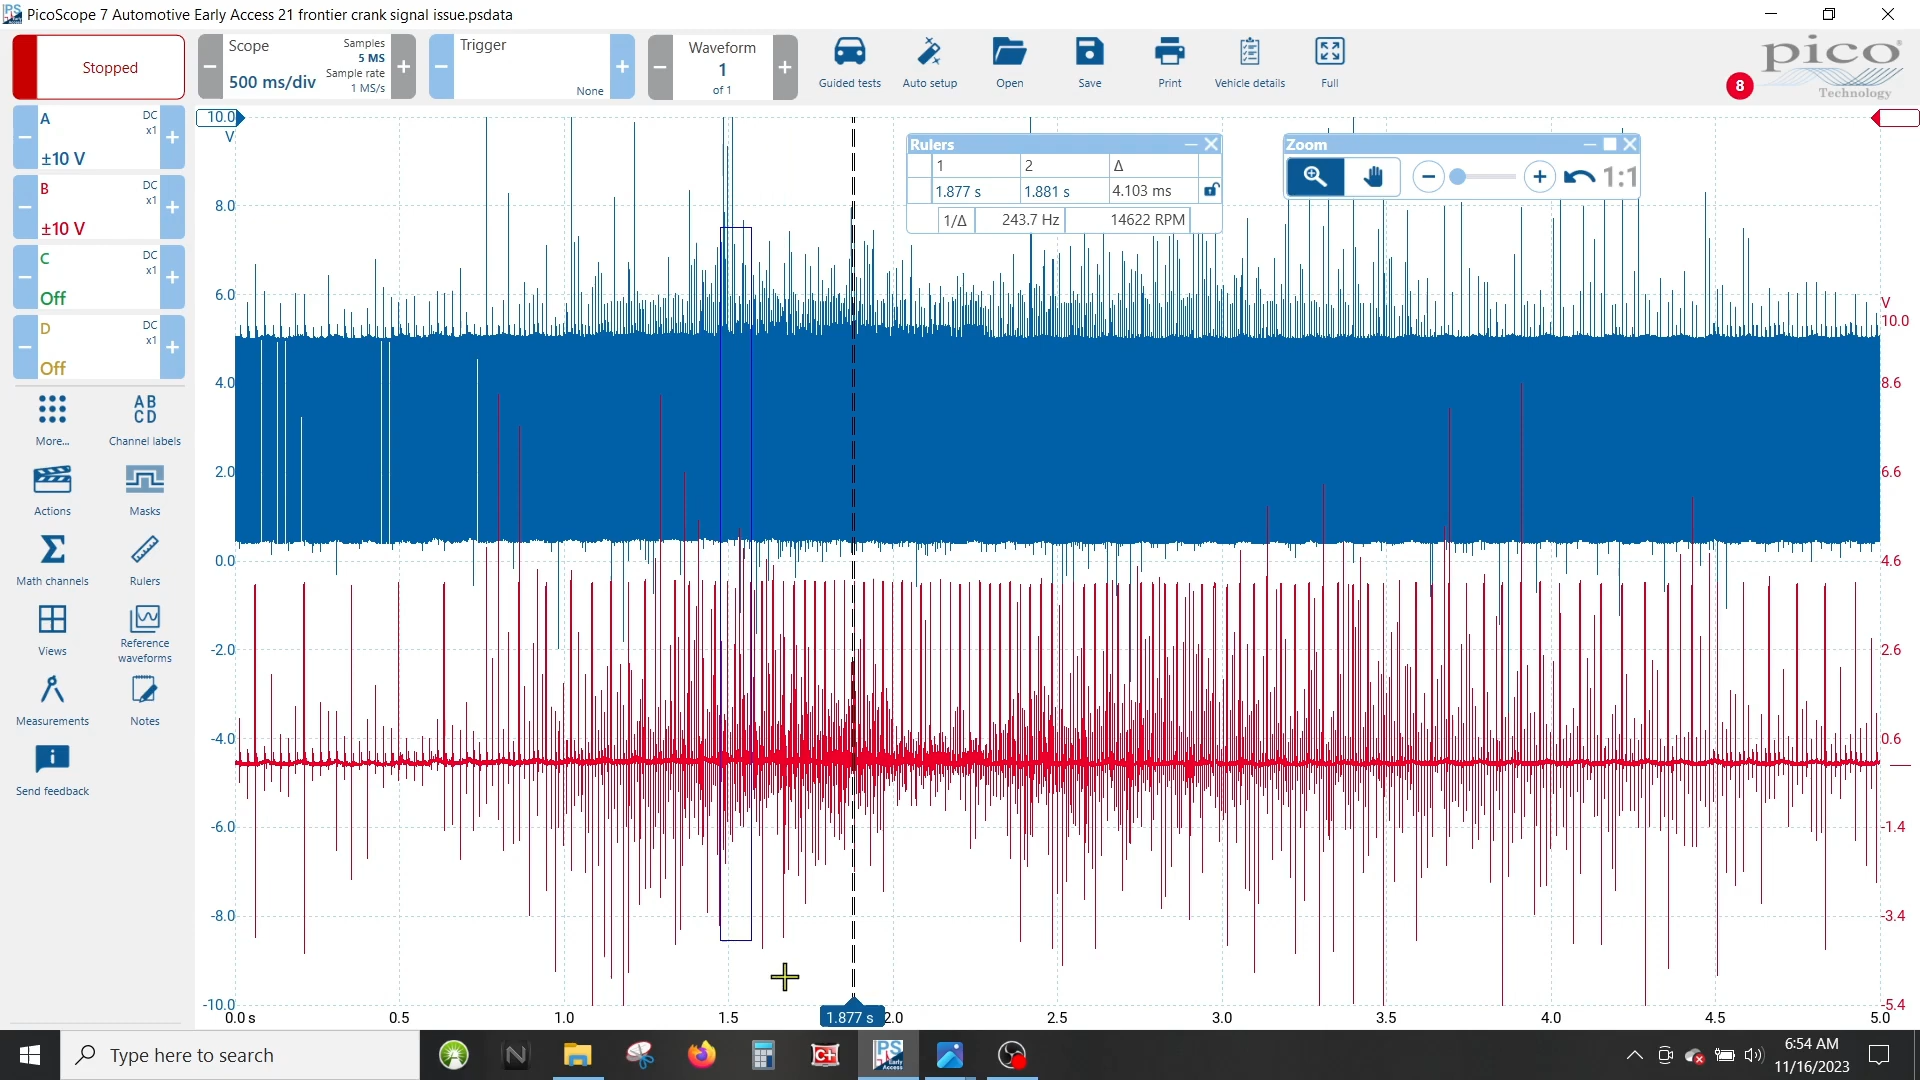 PicoScope 7 Automotive Early Access 21 frontier crank signal issue.psdata
Stopped
Scope
500 ms/div
Samples
5 MS
Sample rate
1 MS/s
Trigger
None
Waveform
1
of 1
Guided tests
Auto setup
Open
Save
Print
Vehicle details
Full
8
pico
Technology
A
DC
x1
±10 V
B
DC
x1
±10 V
C
DC
x1
Off
D
DC
x1
Off
More...
Channel labels
Actions
Masks
Math channels
Rulers
Views
Reference waveforms
Measurements
Notes
Send feedback
10.0
V
8.0
6.0
4.0
2.0
0.0
-2.0
-4.0
-6.0
-8.0
-10.0
Rulers
1 2 Δ
1.877 s 1.881 s 4.103 ms
1/Δ 243.7 Hz 14622 RPM
Zoom
1:1
V
10.0
8.6
6.6
4.6
2.6
0.6
-1.4
-3.4
-5.4
0.0 s 0.5 1.0 1.5 1.877 s 2.0 2.5 3.0 3.5 4.0 4.5 5.0
Type here to search
N
C+
PS
Early
Access
6:54 AM
11/16/2023